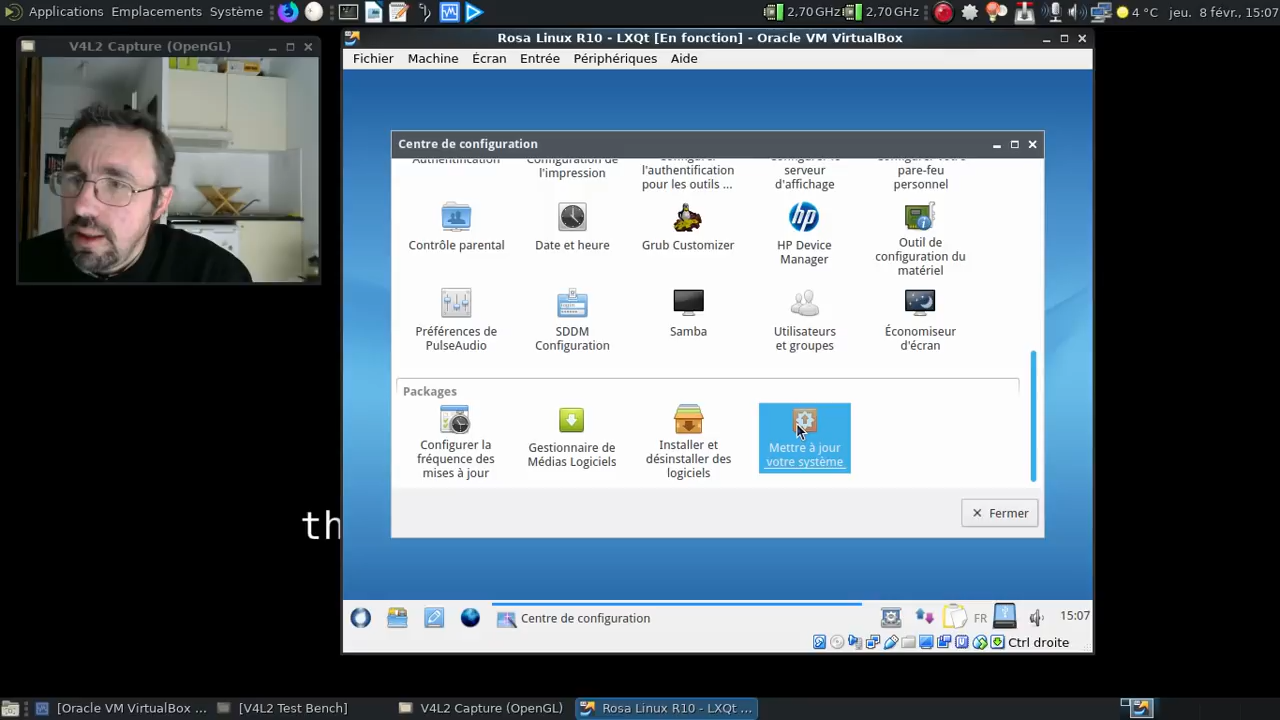 Applications Emplacements Système
2,70 GHz 2,70 GHz 4 °C jeu. 8 févr., 15:07
V4L2 Capture (OpenGL)
Rosa Linux R10 - LXQt [En fonction] - Oracle VM VirtualBox
Fichier Machine Écran Entrée Périphériques Aide
Centre de configuration
Authentification
Configuration de
l'impression
Configurer
l'authentification
pour les outils ...
Configurer le
serveur
d'affichage
Configurer votre
pare-feu
personnel
Contrôle parental
Date et heure
Grub Customizer
HP Device
Manager
Outil de
configuration du
matériel
Préférences de
PulseAudio
SDDM
Configuration
Samba
Utilisateurs
et groupes
Économiseur
d'écran
Packages
Configurer la
fréquence des
mises à jour
Gestionnaire de
Médias Logiciels
Installer et
désinstaller des
logiciels
Mettre à jour
votre système
Fermer
th
Centre de configuration
FR
15:07
Ctrl droite
[Oracle VM VirtualBox ... [V4L2 Test Bench] V4L2 Capture (OpenGL) Rosa Linux R10 - LXQt ...